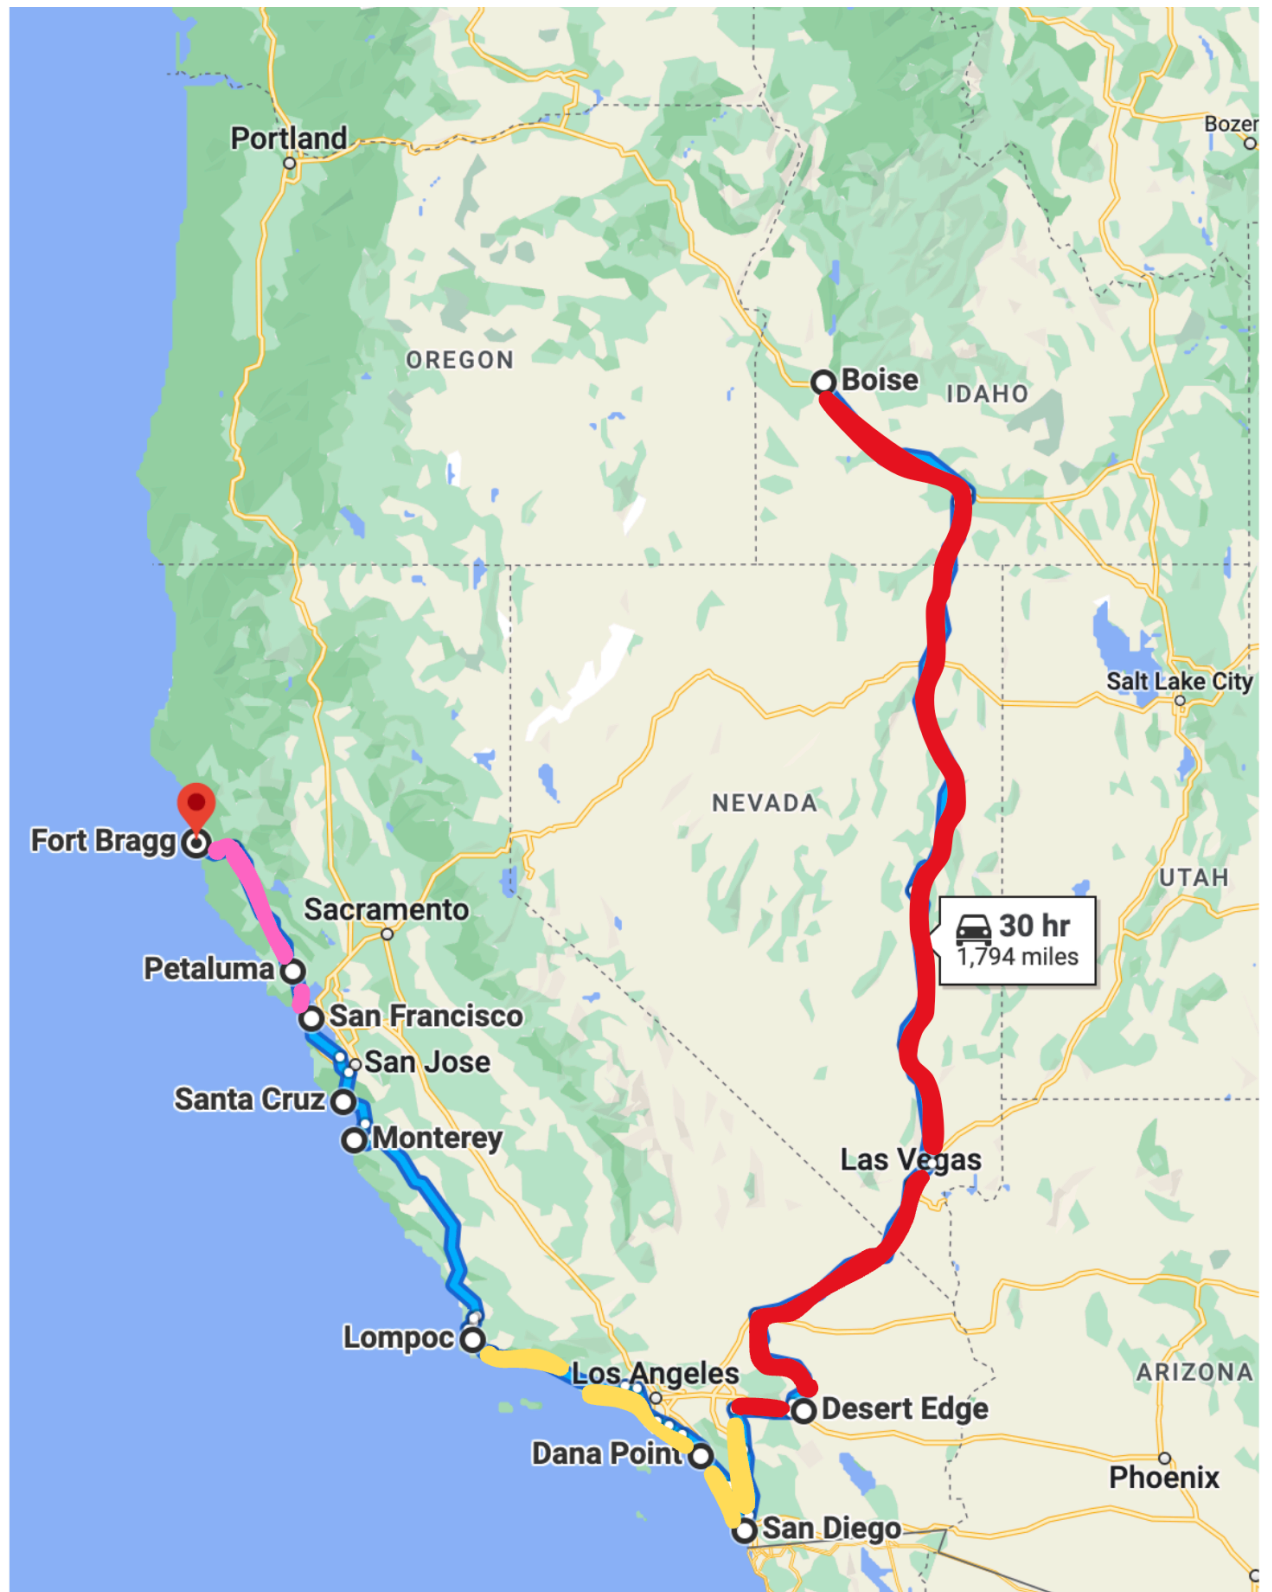 Portland
Bozer
OREGON
Boise
IDAHO
Salt Lake City
NEVADA
Fort Bragg
UTAH
Sacramento
30 hr
1,794 miles
Petaluma
San Francisco
San Jose
Santa Cruz
Monterey
Las Vegas
Lompoc
Los Angeles
ARIZONA
Desert Edge
Dana Point
Phoenix
San Diego